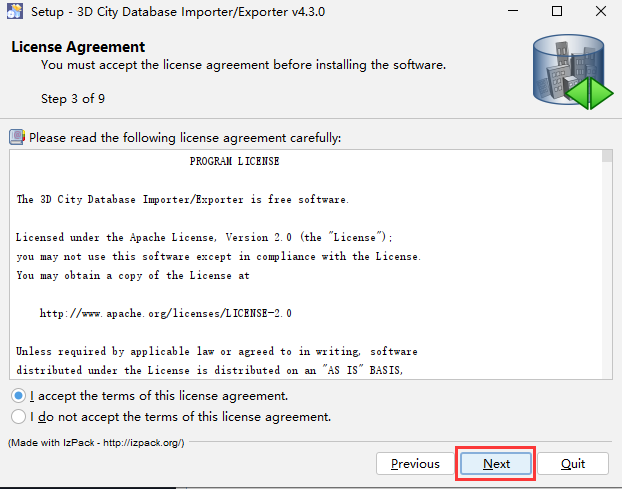 Setup - 3D City Database Importer/Exporter v4.3.0
License Agreement
You must accept the license agreement before installing the software.
Step 3 of 9
Please read the following license agreement carefully:
PROGRAM LICENSE
The 3D City Database Importer/Exporter is free software.
Licensed under the Apache License, Version 2.0 (the "License");
you may not use this software except in compliance with the License.
You may obtain a copy of the License at
http://www.apache.org/licenses/LICENSE-2.0
Unless required by applicable law or agreed to in writing, software
distributed under the License is distributed on an "AS IS" BASIS,
I accept the terms of this license agreement.
I do not accept the terms of this license agreement.
(Made with IzPack - http://izpack.org/)
Previous Next Quit